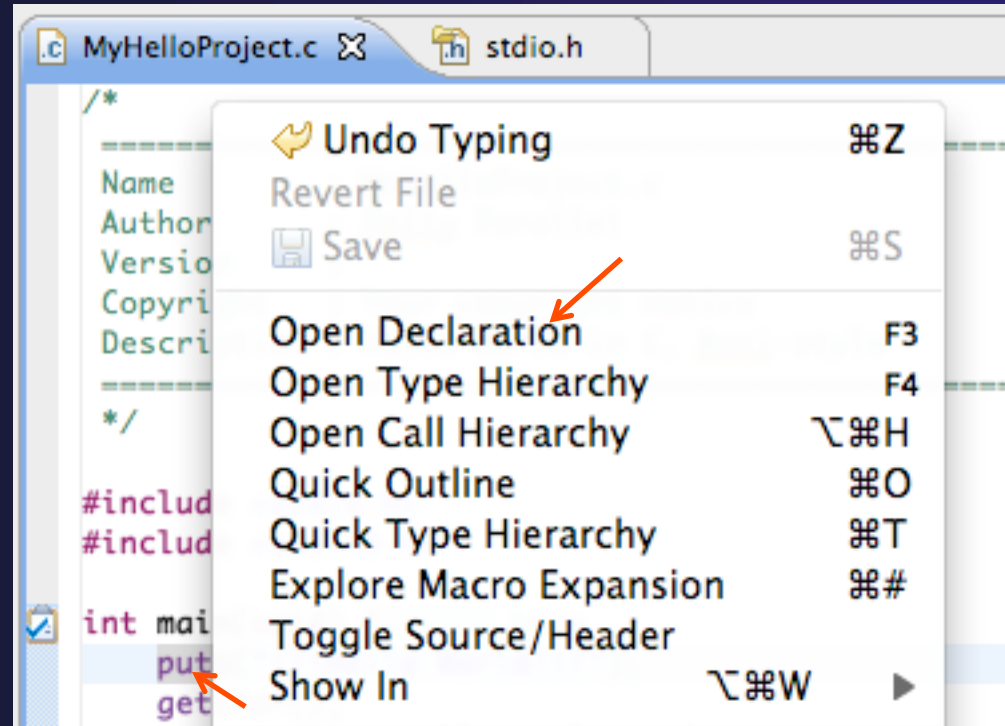 .c MyHelloProject.c .h stdio.h
/*
Undo Typing ⌘Z
Name Revert File
Author
Versio Save ⌘S
Copyri
Descri Open Declaration F3
Open Type Hierarchy F4
*/ Open Call Hierarchy ⌥⌘H
Quick Outline ⌘O
#includ
#includ Quick Type Hierarchy ⌘T
Explore Macro Expansion ⌘#
int mai Toggle Source/Header
put
get Show In ⌥⌘W